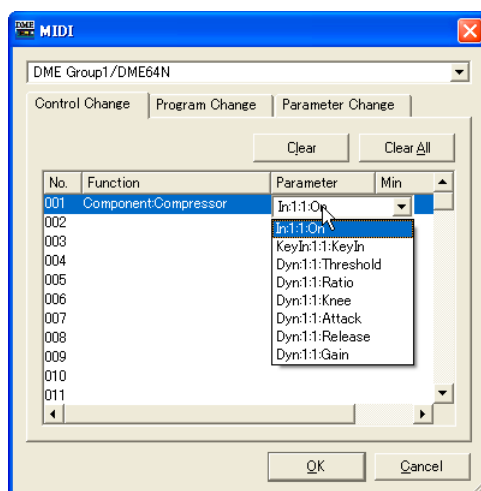 DME MIDI
DME Group1/DME64N
Control Change Program Change Parameter Change
Clear Clear All
No. Function Parameter Min
001 Component:Compressor In:1:1:On
002 In:1:1:On
003 KeyIn:1:1:KeyIn
004 Dyn:1:1:Threshold
005 Dyn:1:1:Ratio
006 Dyn:1:1:Knee
007 Dyn:1:1:Attack
008 Dyn:1:1:Release
009 Dyn:1:1:Gain
010
011
OK Cancel